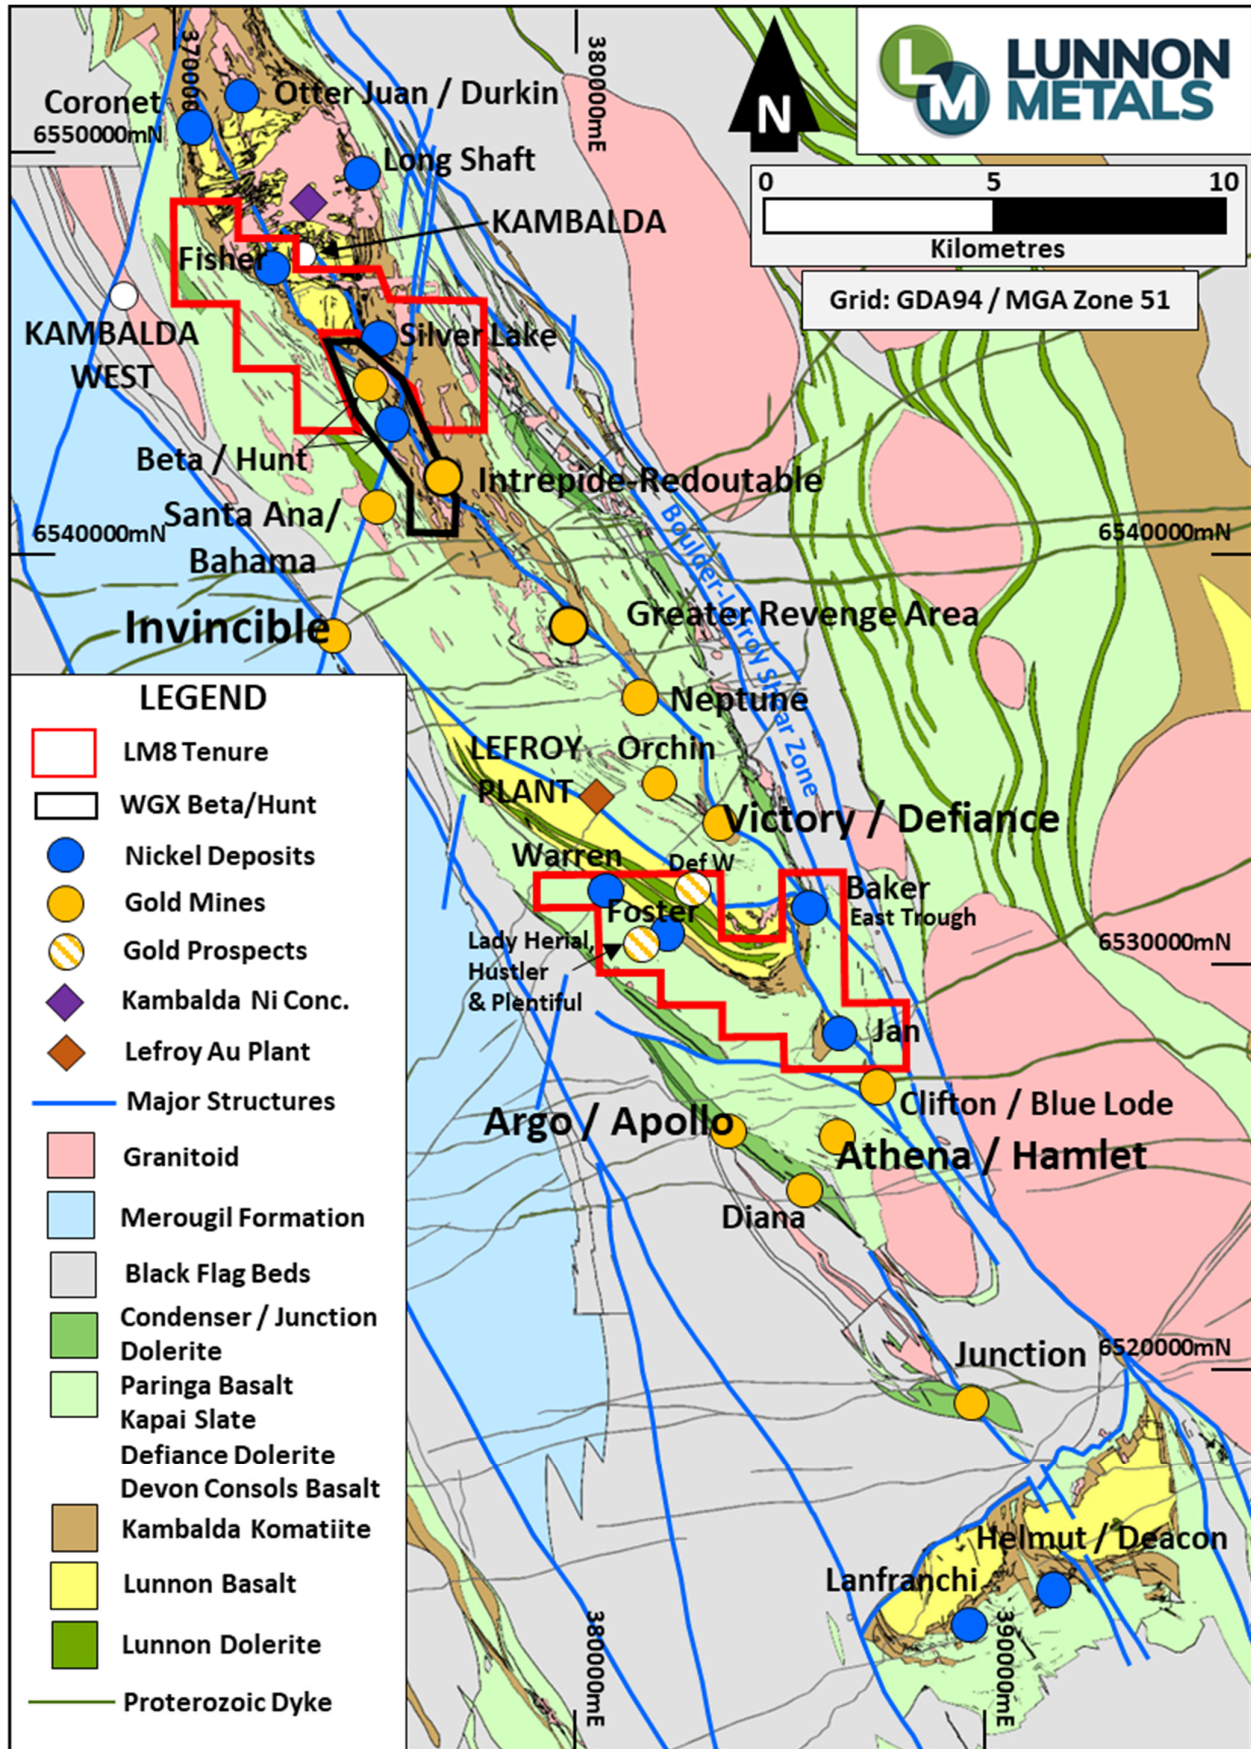 370000
380000mE
LUNNON
METALS
L
M
N
Coronet
Otter Juan / Durkin
6550000mN
Long Shaft
0 5 10
Kilometres
KAMBALDA
Fisher
Grid: GDA94 / MGA Zone 51
KAMBALDA
WEST
Silver Lake
Beta / Hunt
Intrepide-Redoutable
Santa Ana/
Bahama
6540000mN
6540000mN
Boulder-Lefroy Shear Zone
Invincible
Greater Revenge Area
Neptune
LEFROY
PLANT
Orchin
Victory / Defiance
Warren
Def W
Baker
East Trough
Foster
Lady Herial,
Hustler
& Plentiful
6530000mN
Jan
Clifton / Blue Lode
Argo / Apollo
Athena / Hamlet
Diana
Junction
6520000mN
Helmut / Deacon
Lanfranchi
380000mE
390000mE
LEGEND
LM8 Tenure
WGX Beta/Hunt
Nickel Deposits
Gold Mines
Gold Prospects
Kambalda Ni Conc.
Lefroy Au Plant
Major Structures
Granitoid
Merougil Formation
Black Flag Beds
Condenser / Junction
Dolerite
Paringa Basalt
Kapai Slate
Defiance Dolerite
Devon Consols Basalt
Kambalda Komatiite
Lunnon Basalt
Lunnon Dolerite
Proterozoic Dyke